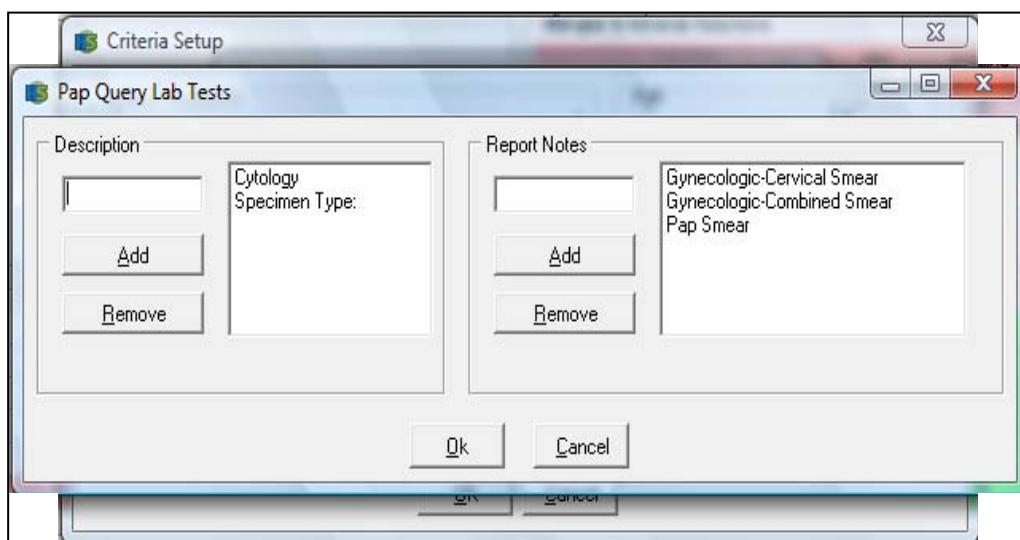 Criteria Setup
Pap Query Lab Tests
Description
Cytology
Specimen Type:
Add
Remove
Report Notes
Gynecologic-Cervical Smear
Gynecologic-Combined Smear
Pap Smear
Add
Remove
Ok
Cancel